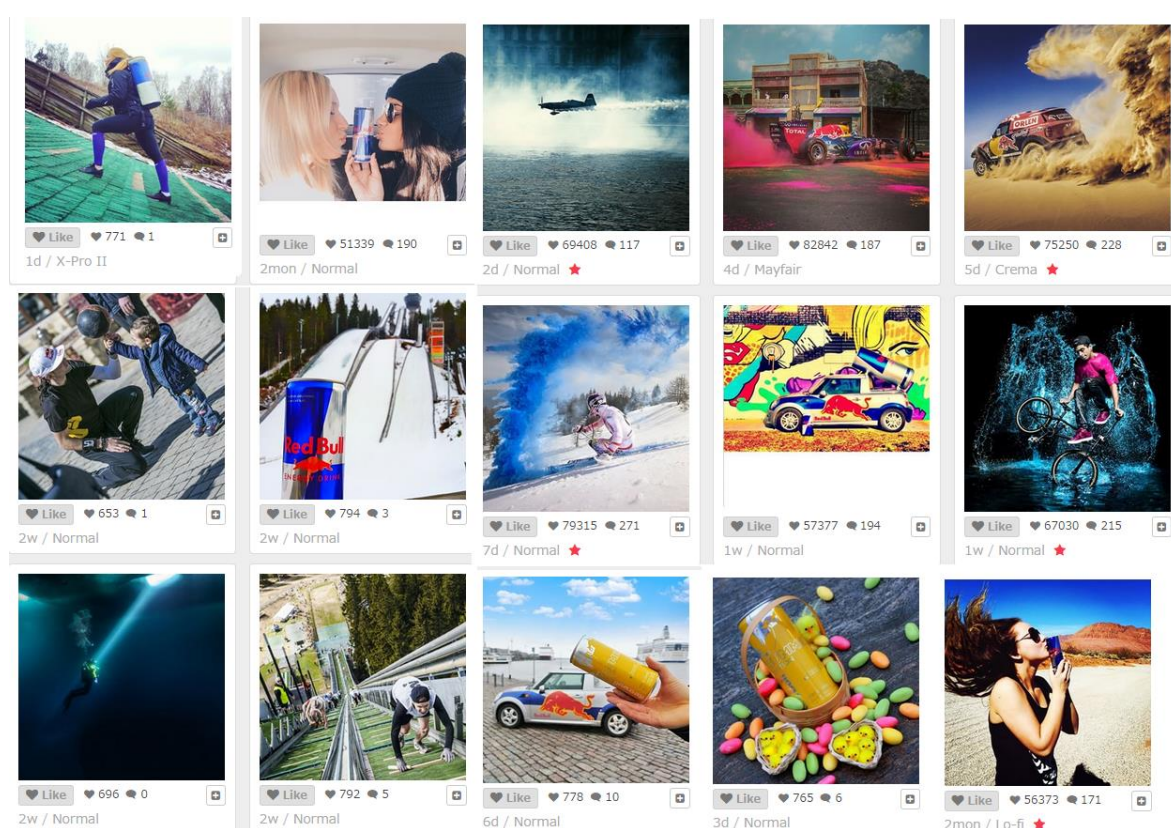 Like 771 1
1d / X-Pro II
Like 51339 190
2mon / Normal
Like 69408 117
2d / Normal
TOTAL
Like 82842 187
4d / Mayfair
ORLEN
Like 75250 228
5d / Crema
Like 653 1
2w / Normal
Red Bull
ENERGY DRINK
Like 794 3
2w / Normal
Like 79315 271
7d / Normal
Like 57377 194
1w / Normal
Like 67030 215
1w / Normal
Like 696 0
2w / Normal
Like 792 5
2w / Normal
Like 778 10
6d / Normal
Like 765 6
3d / Normal
Like 56373 171
2mon / Lo-fi